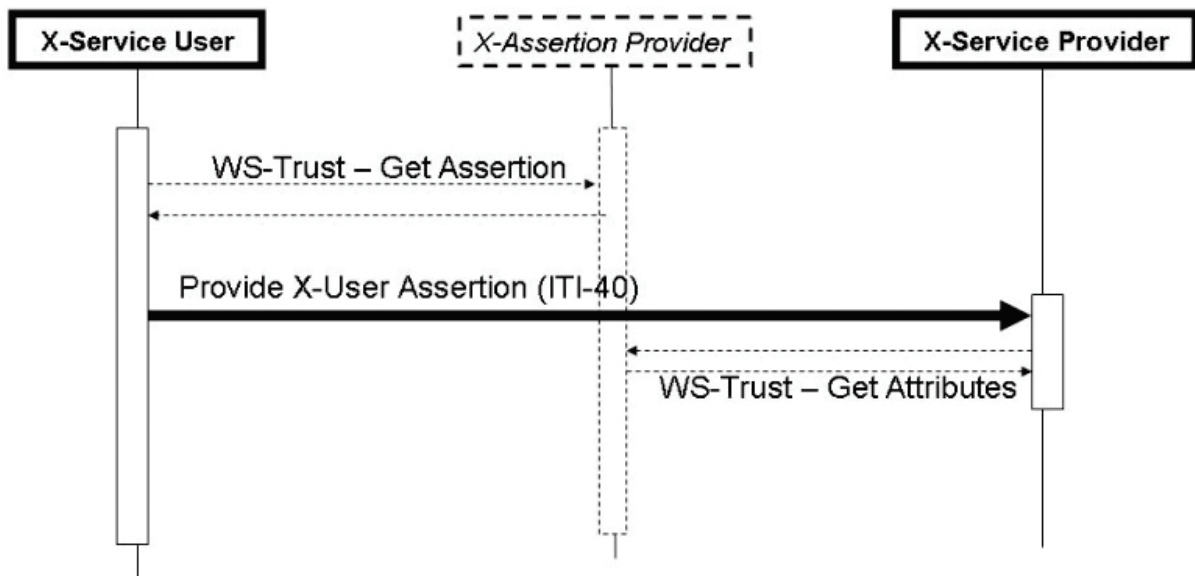 X-Service User
X-Assertion Provider
X-Service Provider
WS-Trust – Get Assertion
Provide X-User Assertion (ITI-40)
WS-Trust – Get Attributes